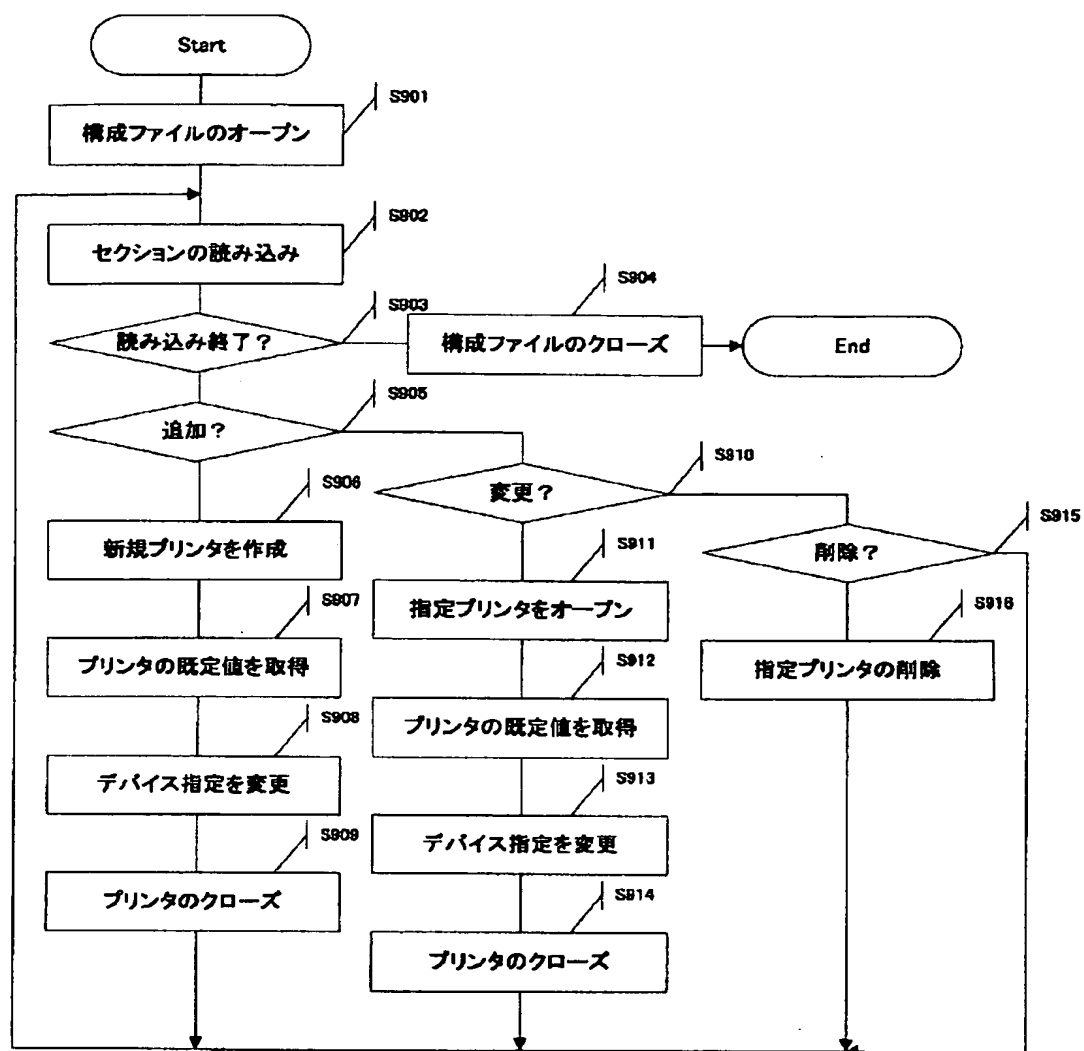 Start
S901
構成ファイルのオープン
S902
セクションの読み込み
S903
読み込み終了？
S904
構成ファイルのクローズ
End
S905
追加？
S910
変更？
S915
削除？
S906
新規プリンタを作成
S911
指定プリンタをオープン
S916
指定プリンタの削除
S907
プリンタの既定値を取得
S912
プリンタの既定値を取得
S908
デバイス指定を変更
S913
デバイス指定を変更
S909
プリンタのクローズ
S914
プリンタのクローズ